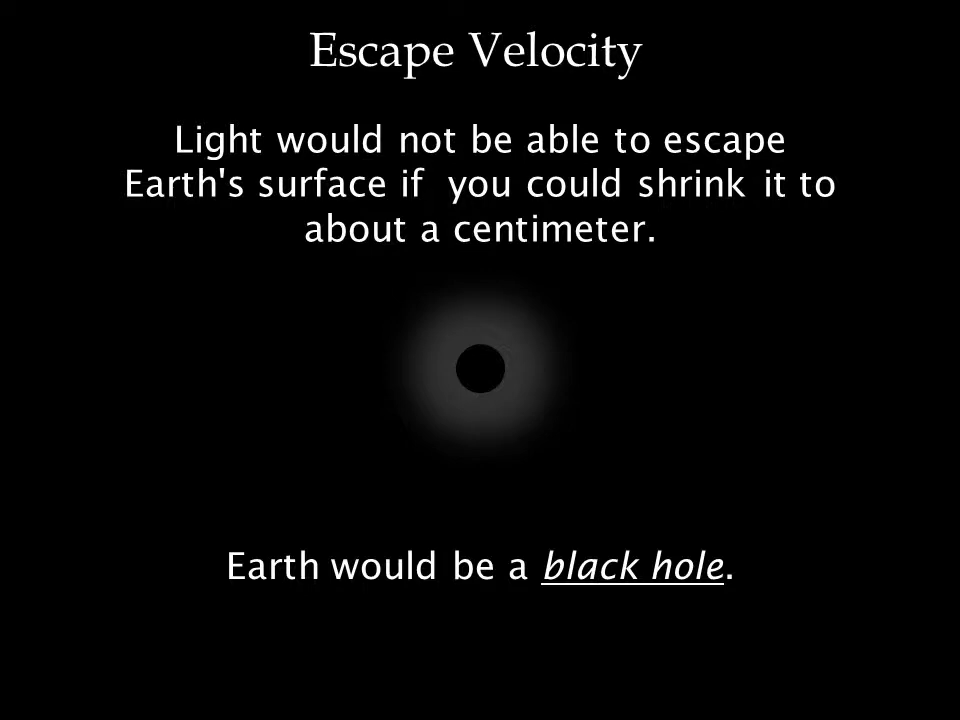 Escape Velocity
Light would not be able to escape
Earth's surface if you could shrink it to
about a centimeter.
Earth would be a black hole.